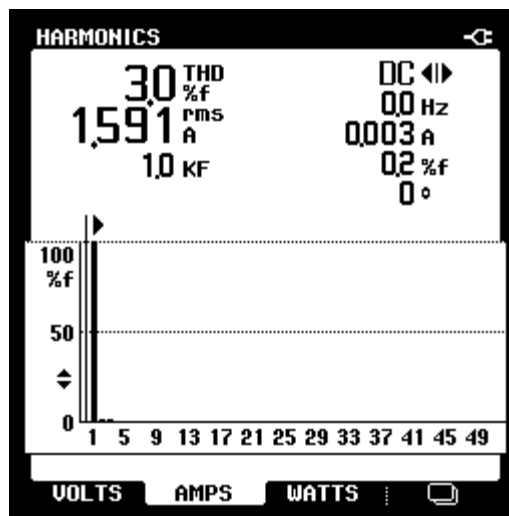 HARMONICS
3.0 THD %f
1.591 rms A
1.0 KF
DC
0.0 Hz
0.003 A
0.2 %f
0 °
100
%f
50
0
1 5 9 13 17 21 25 29 33 37 41 45 49
VOLTS AMPS WATTS